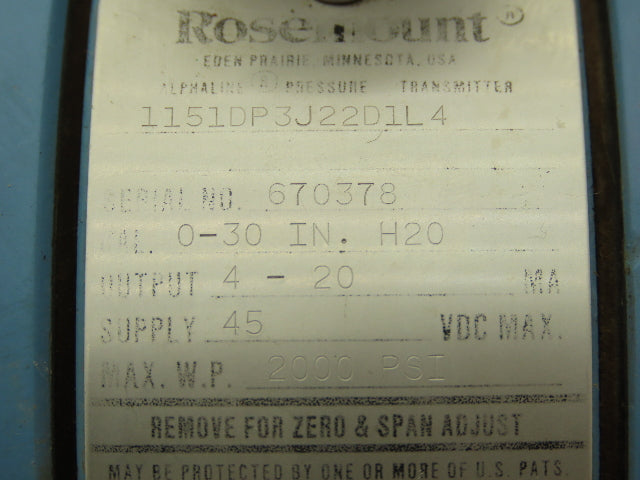 Rosemount ®
EDEN PRAIRIE, MINNESOTA, USA
ALPHALINE ® PRESSURE TRANSMITTER
1151DP3J22D1L4
SERIAL NO. 670378
CAL. 0-30 IN. H20
OUTPUT 4 - 20 MA
SUPPLY 45 VDC MAX.
MAX. W.P. 2000 PSI
REMOVE FOR ZERO & SPAN ADJUST
MAY BE PROTECTED BY ONE OR MORE OF U.S. PATS.